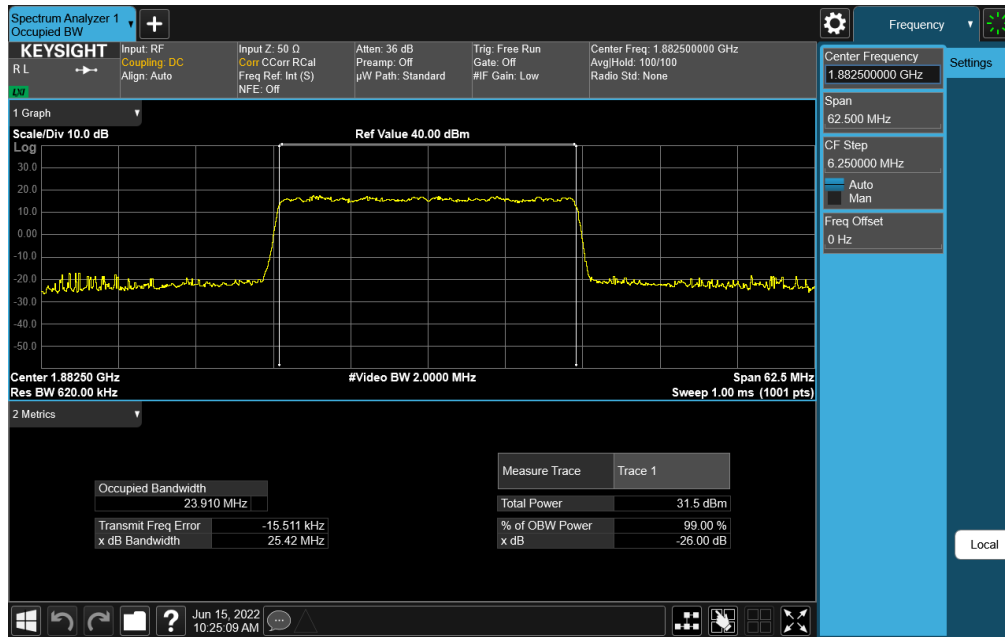 Spectrum Analyzer 1
Occupied BW
Frequency
KEYSIGHT
R L
LXI
Input: RF
Coupling: DC
Align: Auto
Input Z: 50 Ω
Corr CCorr RCal
Freq Ref: Int (S)
NFE: Off
Atten: 36 dB
Preamp: Off
µW Path: Standard
Trig: Free Run
Gate: Off
#IF Gain: Low
Center Freq: 1.882500000 GHz
Avg|Hold: 100/100
Radio Std: None
Center Frequency
1.882500000 GHz
Settings
Span
62.500 MHz
CF Step
6.250000 MHz
Auto
Man
Freq Offset
0 Hz
Local
1 Graph
Scale/Div 10.0 dB
Ref Value 40.00 dBm
Log
30.0
20.0
10.0
0.00
-10.0
-20.0
-30.0
-40.0
-50.0
Center 1.88250 GHz
#Video BW 2.0000 MHz
Span 62.5 MHz
Res BW 620.00 kHz
Sweep 1.00 ms (1001 pts)
2 Metrics
Occupied Bandwidth
23.910 MHz
Transmit Freq Error -15.511 kHz
x dB Bandwidth 25.42 MHz
Measure Trace Trace 1
Total Power 31.5 dBm
% of OBW Power 99.00 %
x dB -26.00 dB
?
Jun 15, 2022
10:25:09 AM